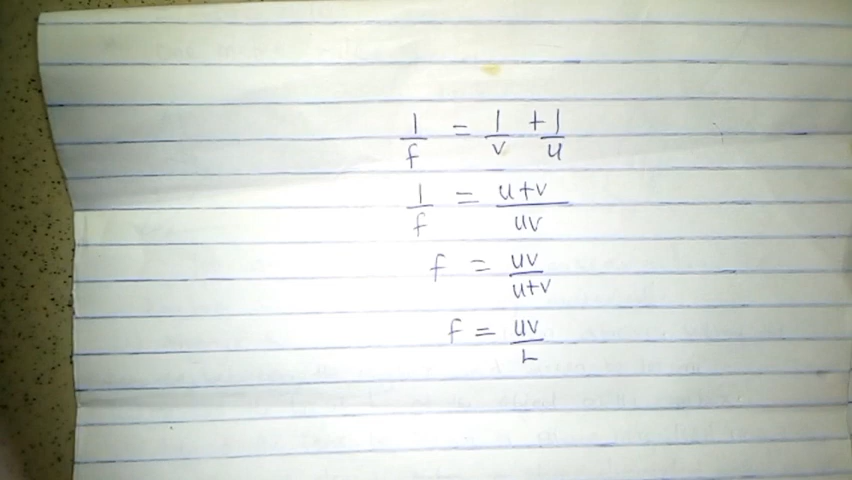 1/f = 1/v + 1/u
1/f = u+v/uv
f = uv/u+v
f = uv/L